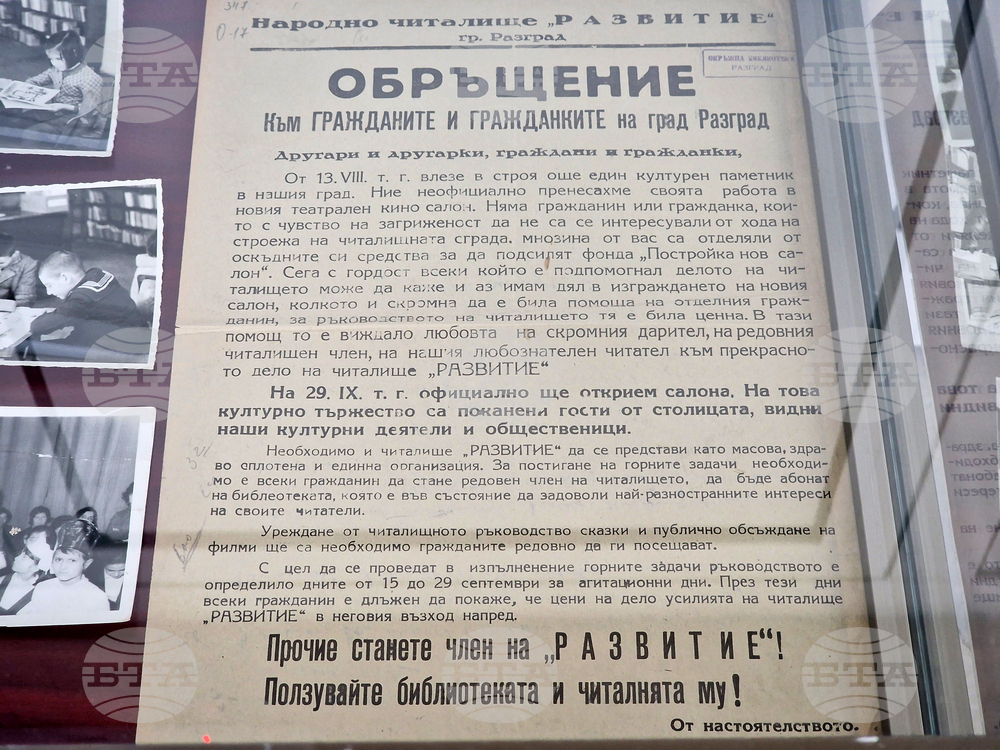 347
0-17
Народно читалище „РАЗВИТИЕ"
гр. Разград
ОКРЪЖНА БИБЛИОТЕКА
РАЗГРАД
ОБРЪЩЕНИЕ
Към ГРАЖДАНИТЕ И ГРАЖДАНКИТЕ на град Разград
Другари и другарки, граждани и гражданки,
От 13. VIII. т. г. влезе в строя още един културен паметник
в нашия град. Ние неофициално пренесахме своята работа в
новия театрален кино салон. Няма гражданин или гражданка, кои-
то с чувство на загриженост да не са се интересували от хода на
строежа на читалищната сграда. мнозина от вас са отделяли от
оскъдните си средства за да подсилят фонда „Постройка нов са-
лон“. Сега с гордост всеки който е подпомогнал делото на чи-
талището може да каже и аз имам дял в изграждането на новия
салон, колкото и скромна да е била помоща на отделния граж-
данин, за ръководството на читалището тя е била ценна. В тази
помощ то е виждало любовта на скромния дарител, на редовния
читалищен член, на нашия любознателен читател към прекрасно-
то дело на читалище „РАЗВИТИЕ“
На 29. IX. т. г. официално ще открием салона. На това
културно тържество са поканени гости от столицата, видни
наши културни деятели и общественици.
Необходимо и читалище „РАЗВИТИЕ“ да се представи като масова, здра-
во сплотена и единна организация. За постигане на горните задачи необходи-
мо е всеки гражданин да стане редовен член на читалището, да бъде абонат
на библиотеката, която е във състояние да задоволи най-разностранните интереси
на своите читатели.
Уреждане от читалищното ръководство сказки и публично обсъждане на
филми ще са необходимо гражданите редовно да ги посещават.
С цел да се проведат в изпълненение горните задачи ръководството е
определило дните от 15 до 29 септември за агитационни дни. През тези дни
всеки гражданин е длъжен да покаже, че цени на дело усилията на читалище
„РАЗВИТИЕ“ в неговия възход напред.
Прочие станете член на „РАЗВИТИЕ“!
Ползувайте библиотеката и читалнята му!
От настоятелството.
БТА